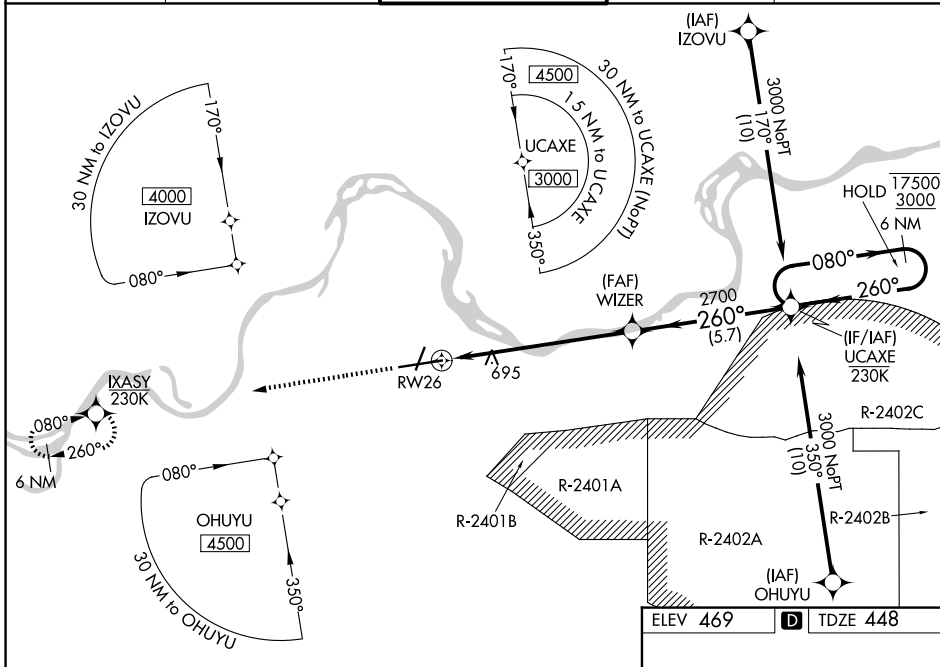 (IAF)
IZOVU
3000 NoPT
170°
(10)
30 NM to IZOVU
170°
4000
IZOVU
080°
170°
4500
30 NM to UCAXE (NoPT)
15 NM to UCAXE
UCAXE
3000
350°
HOLD
17500
3000
6 NM
080°
260°
(FAF)
WIZER
2700
260°
(5.7)
(IF/IAF)
UCAXE
230K
RW26
695
IXASY
230K
080°
260°
6 NM
R-2402C
3000 NoPT
350°
(10)
080°
OHUYU
4500
350°
30 NM to OHUYU
R-2401A
R-2401B
R-2402A
R-2402B
(IAF)
OHUYU
ELEV 469 D TDZE 448